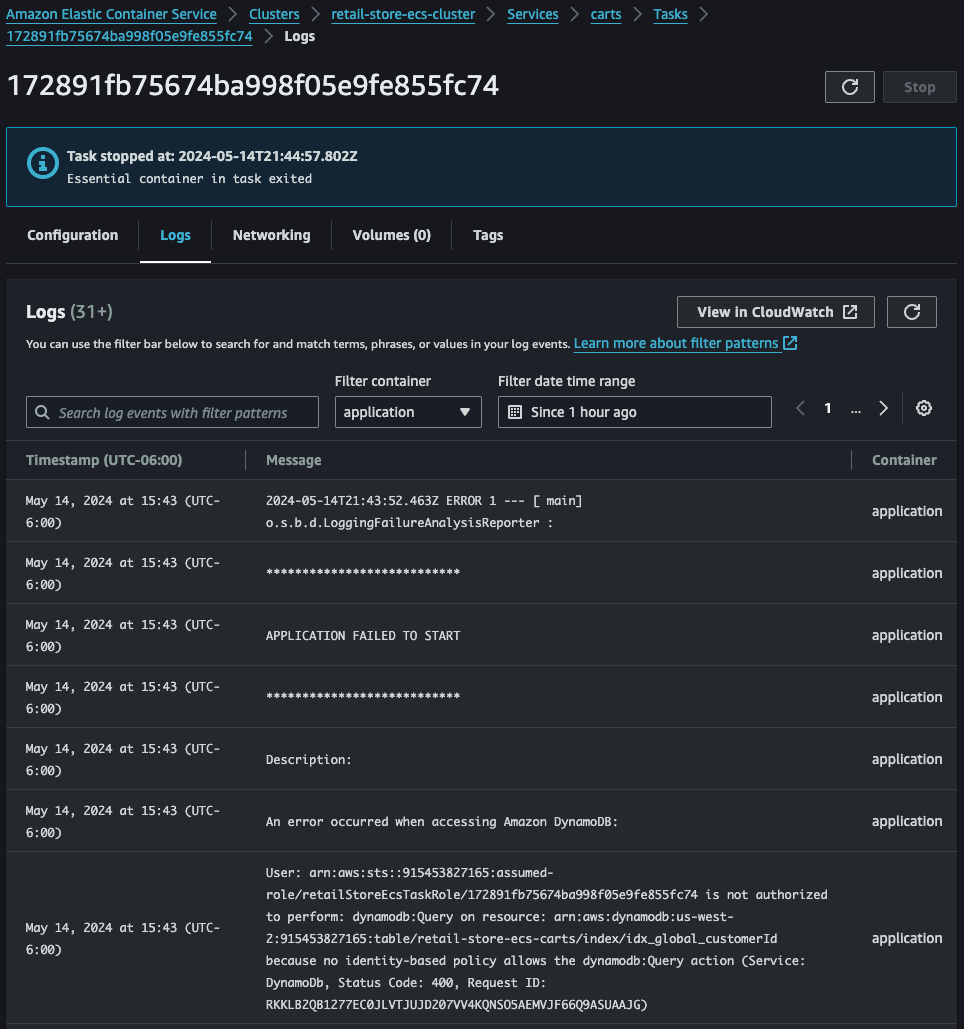 Amazon Elastic Container Service > Clusters > retail-store-ecs-cluster > Services > carts > Tasks >
172891fb75674ba998f05e9fe855fc74 > Logs
172891fb75674ba998f05e9fe855fc74
Stop
Task stopped at: 2024-05-14T21:44:57.802Z
Essential container in task exited
Configuration Logs Networking Volumes (0) Tags
Logs (31+)
View in CloudWatch
You can use the filter bar below to search for and match terms, phrases, or values in your log events. Learn more about filter patterns
Filter container Filter date time range
Search log events with filter patterns application Since 1 hour ago 1 ...
Timestamp (UTC-06:00) Message Container
May 14, 2024 at 15:43 (UTC-
6:00)
2024-05-14T21:43:52.463Z ERROR 1 --- [ main]
o.s.b.d.LoggingFailureAnalysisReporter :
application
May 14, 2024 at 15:43 (UTC-
6:00)
***************************
application
May 14, 2024 at 15:43 (UTC-
6:00)
APPLICATION FAILED TO START
application
May 14, 2024 at 15:43 (UTC-
6:00)
***************************
application
May 14, 2024 at 15:43 (UTC-
6:00)
Description:
application
May 14, 2024 at 15:43 (UTC-
6:00)
An error occurred when accessing Amazon DynamoDB:
application
May 14, 2024 at 15:43 (UTC-
6:00)
User: arn:aws:sts::915453827165:assumed-
role/retailStoreEcsTaskRole/172891fb75674ba998f05e9fe855fc74 is not authorized
to perform: dynamodb:Query on resource: arn:aws:dynamodb:us-west-
2:915453827165:table/retail-store-ecs-carts/index/idx_global_customerId
because no identity-based policy allows the dynamodb:Query action (Service:
DynamoDb, Status Code: 400, Request ID:
RKKLB2QB1277EC0JLVTJUJD207VV4KQNSO5AEMVJF66Q9ASUAAJG)
application